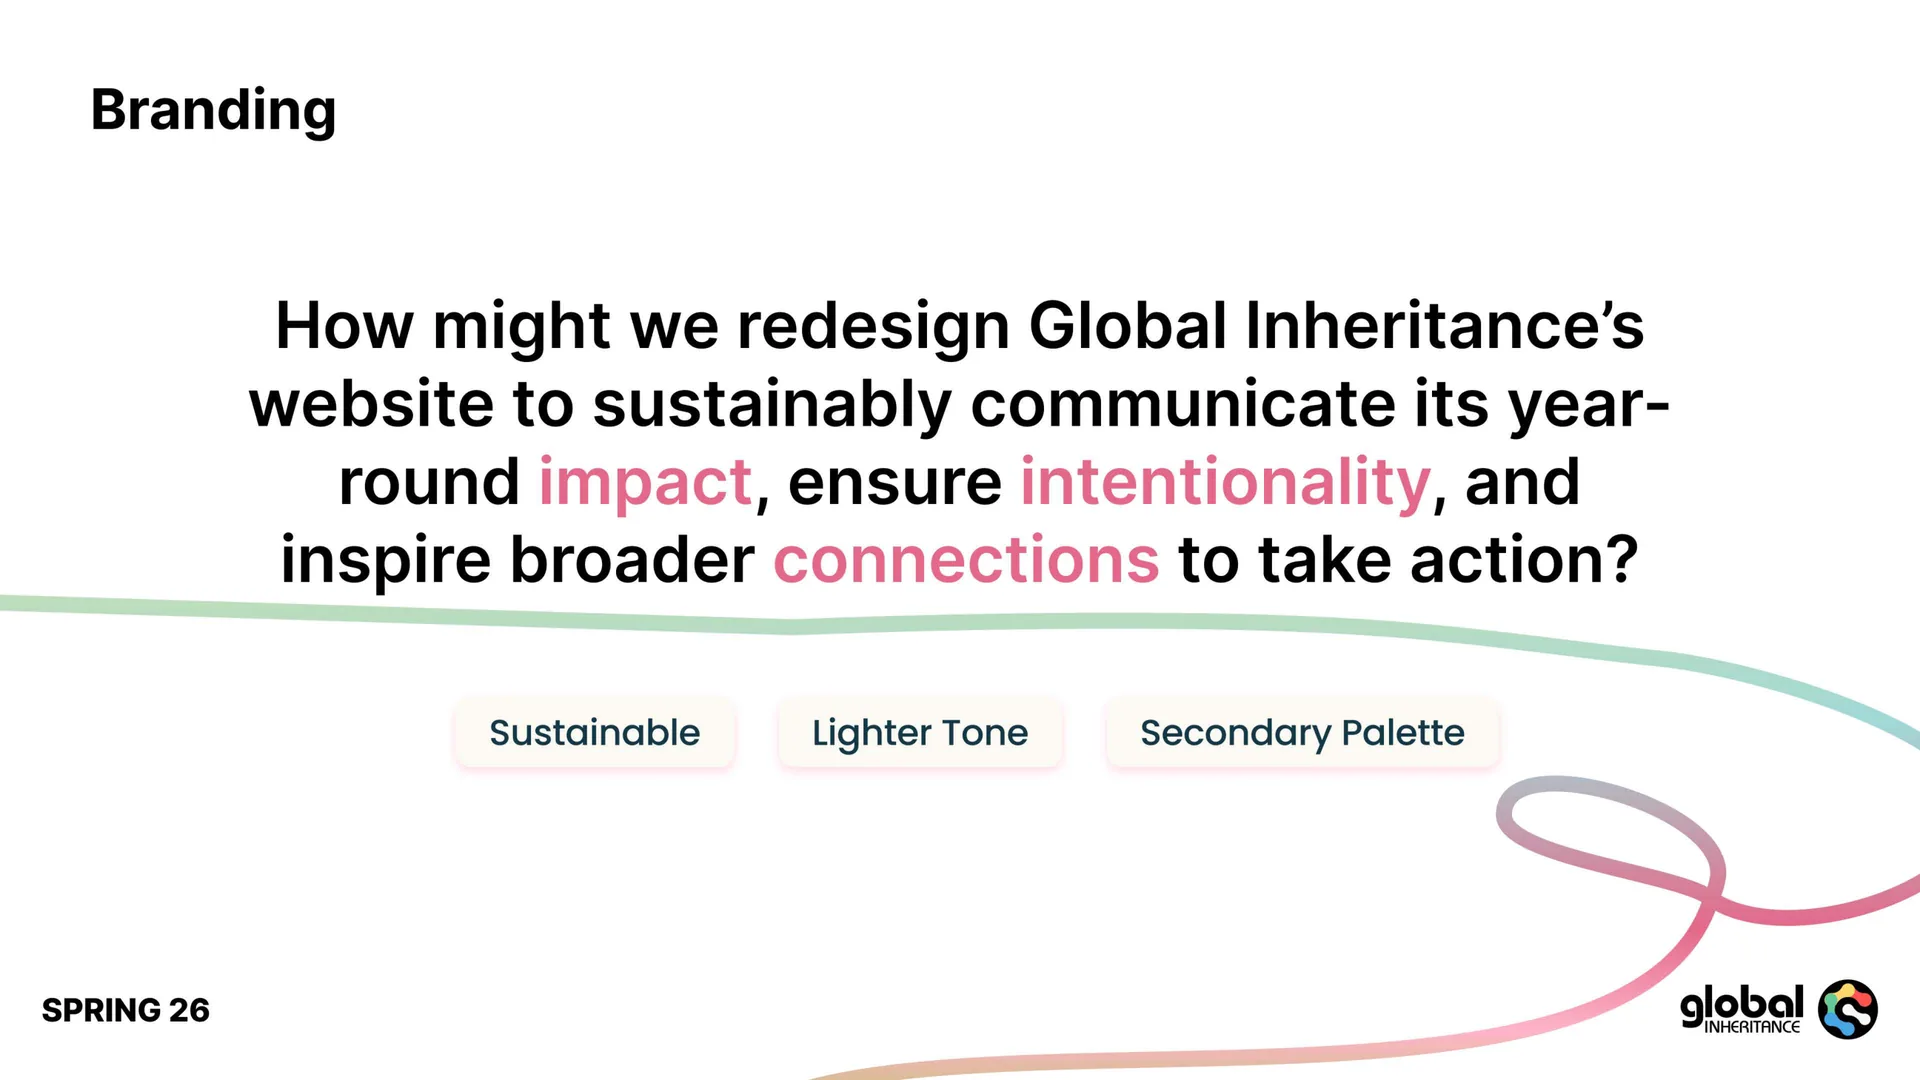 Branding
How might we redesign Global Inheritance’s
website to sustainably communicate its year-
round impact, ensure intentionality, and
inspire broader connections to take action?
Sustainable
Lighter Tone
Secondary Palette
SPRING 26
global
INHERITANCE